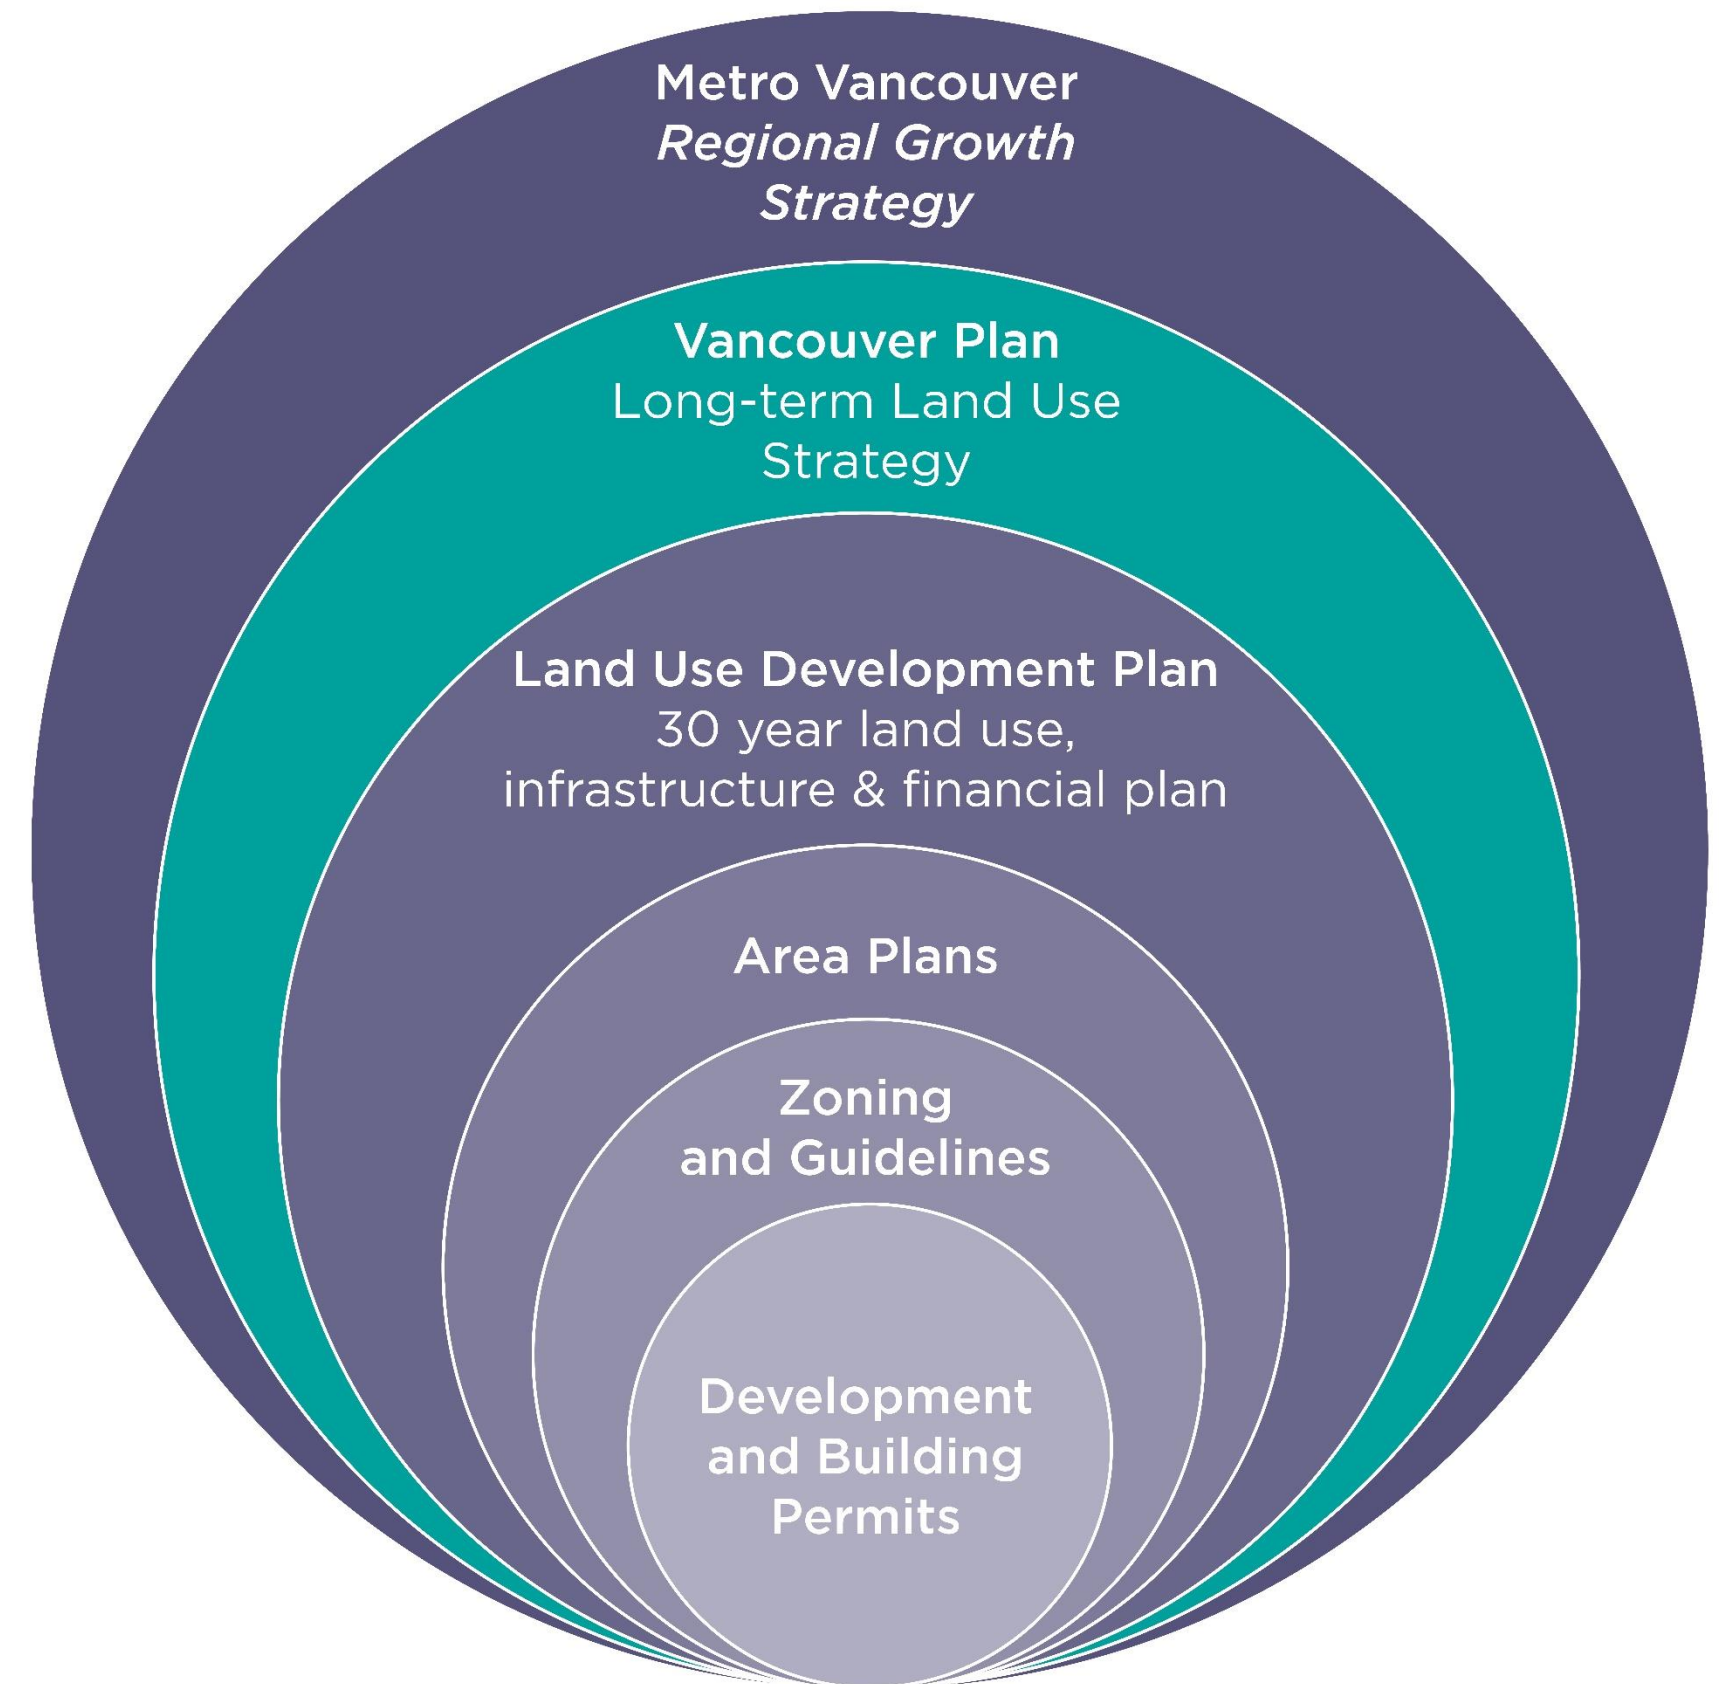 Metro Vancouver
Regional Growth
Strategy
Vancouver Plan
Long-term Land Use
Strategy
Land Use Development Plan
30 year land use,
infrastructure & financial plan
Area Plans
Zoning
and Guidelines
Development
and Building
Permits